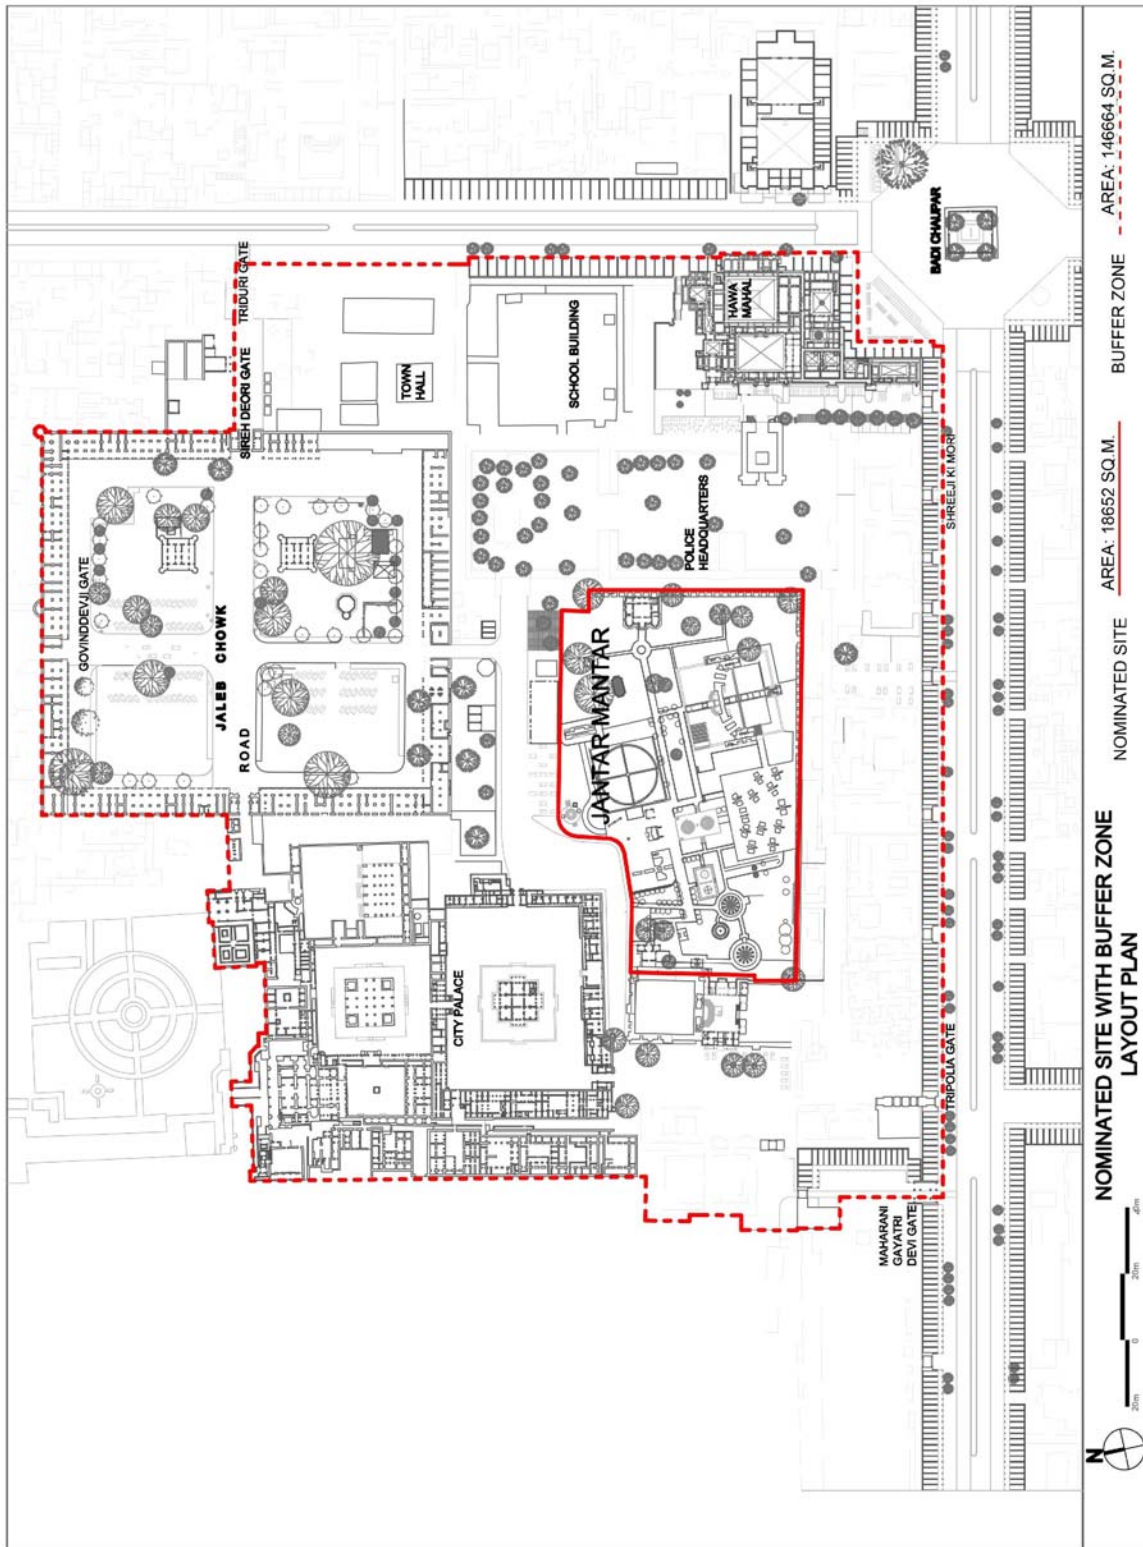 GOVINDDEVJI GATE
JALEB CHOWK
ROAD
SIREH DEORI GATE
TRIDURI GATE
TOWN
HALL
SCHOOL BUILDING
HAWA
MAHAL
BADI CHAUPAR
POLICE
HEADQUARTERS
JANTAR MANTAR
CITY PALACE
SHREEJI KI MORI
TRIPOLIA GATE
MAHARANI
GAYATRI
DEVI GATE
N
20m 0 20m 40m
NOMINATED SITE WITH BUFFER ZONE
LAYOUT PLAN
NOMINATED SITE AREA: 18652 SQ.M.
BUFFER ZONE AREA: 146664 SQ.M.